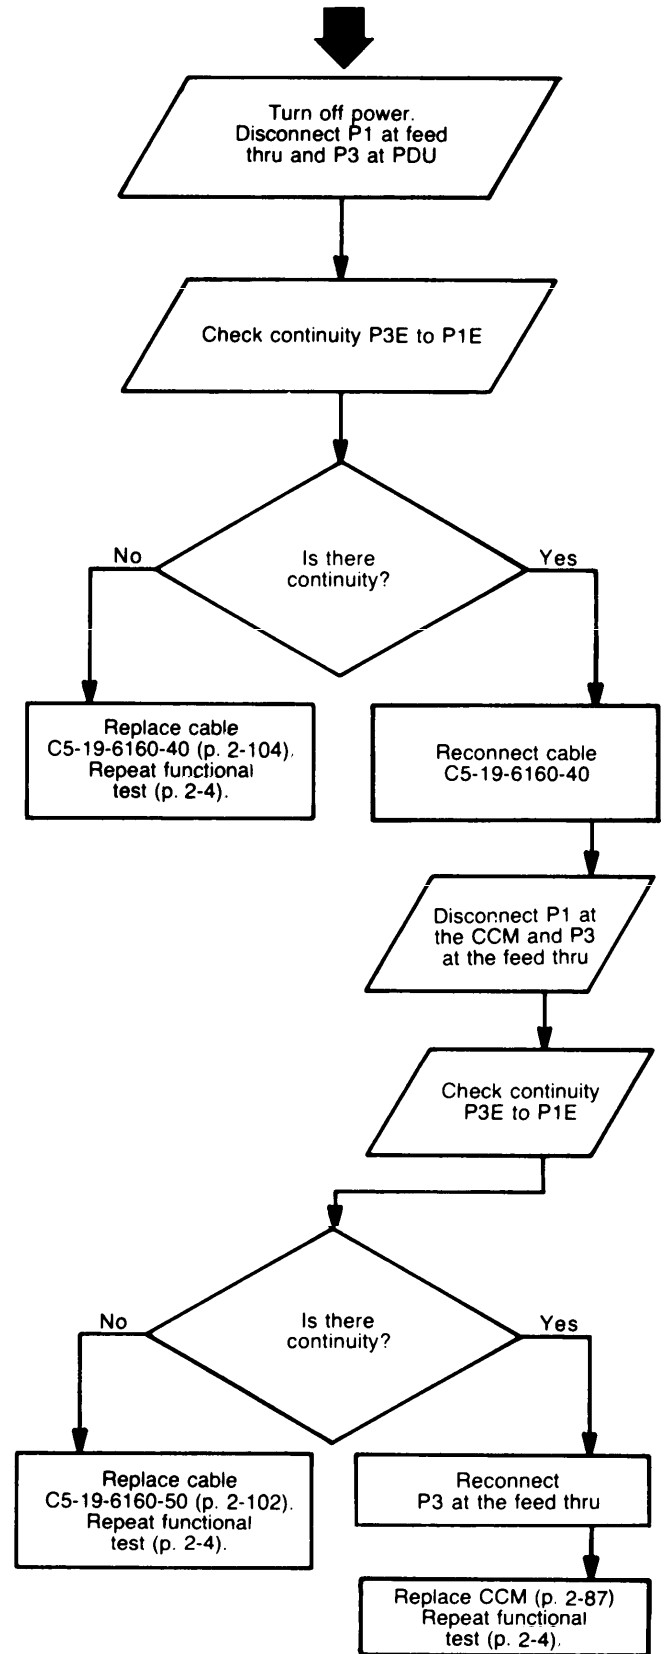 Turn off power.
Disconnect P1 at feed
thru and P3 at PDU
Check continuity P3E to P1E
Is there
continuity?
No
Yes
Replace cable
C5-19-6160-40 (p. 2-104).
Repeat functional
test (p. 2-4).
Reconnect cable
C5-19-6160-40
Disconnect P1 at
the CCM and P3
at the feed thru
Check continuity
P3E to P1E
Is there
continuity?
No
Yes
Replace cable
C5-19-6160-50 (p. 2-102).
Repeat functional
test (p. 2-4).
Reconnect
P3 at the feed thru
Replace CCM (p. 2-87)
Repeat functional
test (p. 2-4).